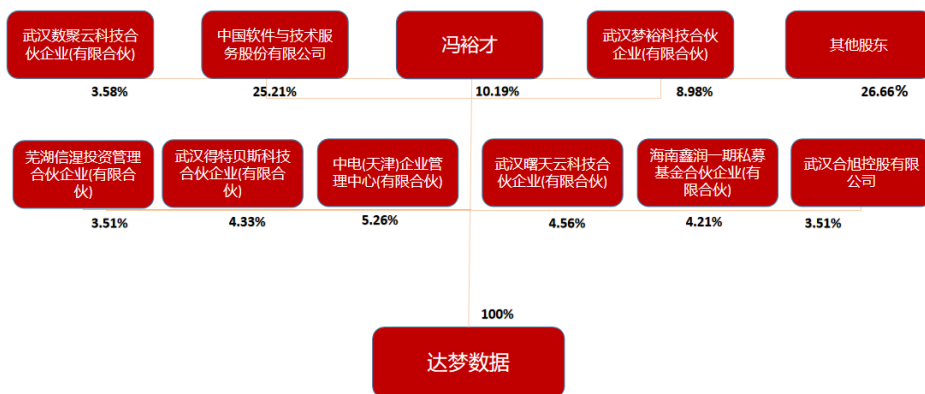 武汉数聚云科技合
伙企业(有限合伙)
中国软件与技术服
务股份有限公司
冯裕才
武汉梦裕科技合伙
企业(有限合伙)
其他股东
3.58%
25.21%
10.19%
8.98%
26.66%
芜湖信湦投资管理
合伙企业(有限合
伙)
武汉得特贝斯科技
合伙企业(有限合
伙)
中电(天津)企业管
理中心(有限合伙)
武汉曙天云科技合
伙企业(有限合伙)
海南鑫润一期私募
基金合伙企业(有
限合伙)
武汉合旭控股有限
公司
3.51%
4.33%
5.26%
4.56%
4.21%
3.51%
100%
达梦数据